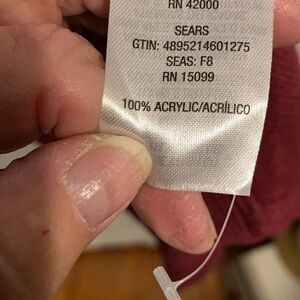 RN 42000
SEARS
GTIN: 4895214601275
SEAS: F8
RN 15099
100% ACRYLIC/ACRÍLICO